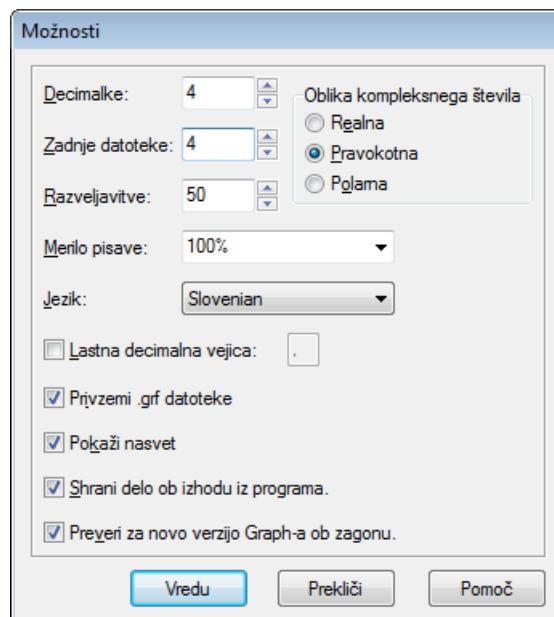 Možnosti
Decimalke: 4
Oblika kompleksnega števila
Realna
Zadnje datoteke: 4
Pravokotna
Polarna
Razveljavitve: 50
Merilo pisave: 100%
Jezik: Slovenian
Lastna decimalna vejica: .
Privzemi .grf datoteke
Pokaži nasvet
Shrani delo ob izhodu iz programa.
Preveri za novo verzijo Graph-a ob zagonu.
Vredu Prekliči Pomoč